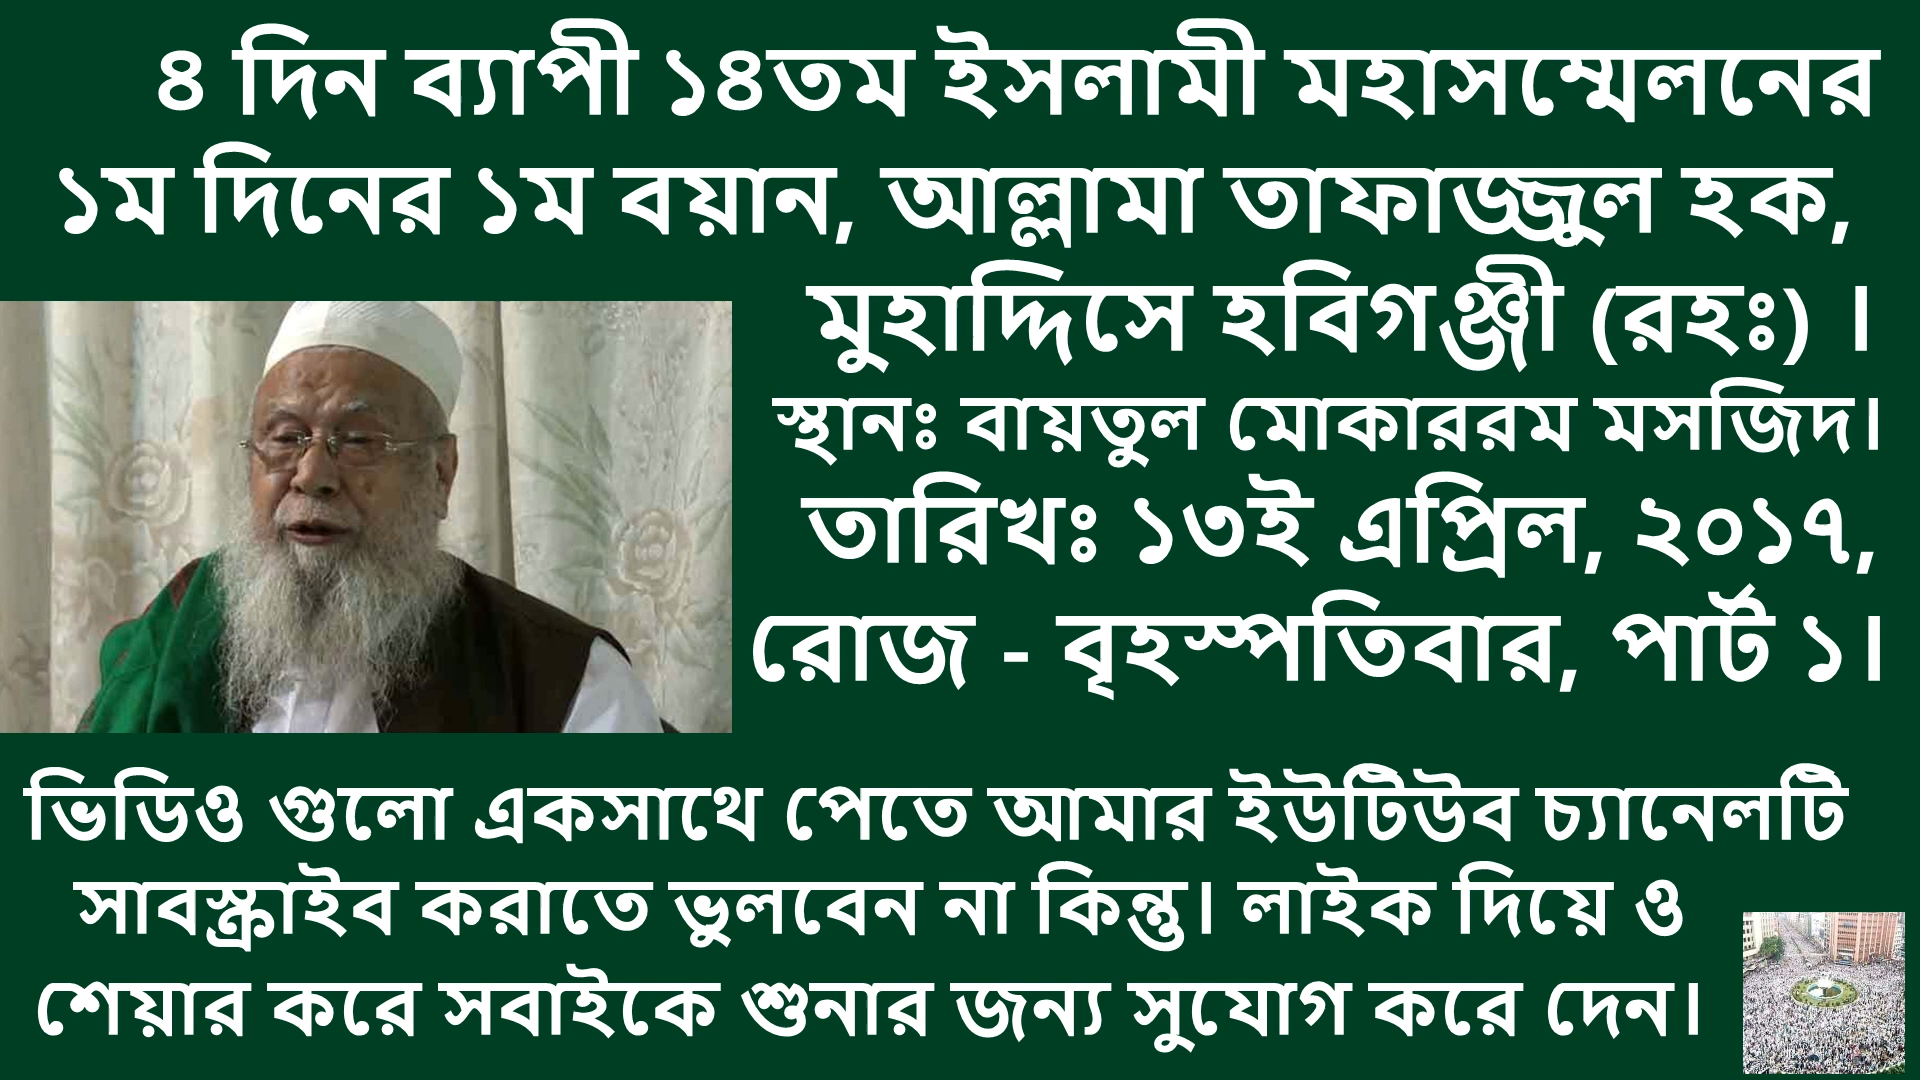 ৪ দিন ব্যাপী ১৪তম ইসলামী মহাসম্মেলনের
১ম দিনের ১ম বয়ান, আল্লামা তাফাজ্জুল হক,
মুহাদ্দিসে হবিগঞ্জী (রহঃ) ।
স্থানঃ বায়তুল মোকাররম মসজিদ।
তারিখঃ ১৩ই এপ্রিল, ২০১৭,
রোজ - বৃহস্পতিবার, পার্ট ১।
ভিডিও গুলো একসাথে পেতে আমার ইউটিউব চ্যানেলটি
সাবস্ক্রাইব করাতে ভুলবেন না কিন্তু। লাইক দিয়ে ও
শেয়ার করে সবাইকে শুনার জন্য সুযোগ করে দেন।